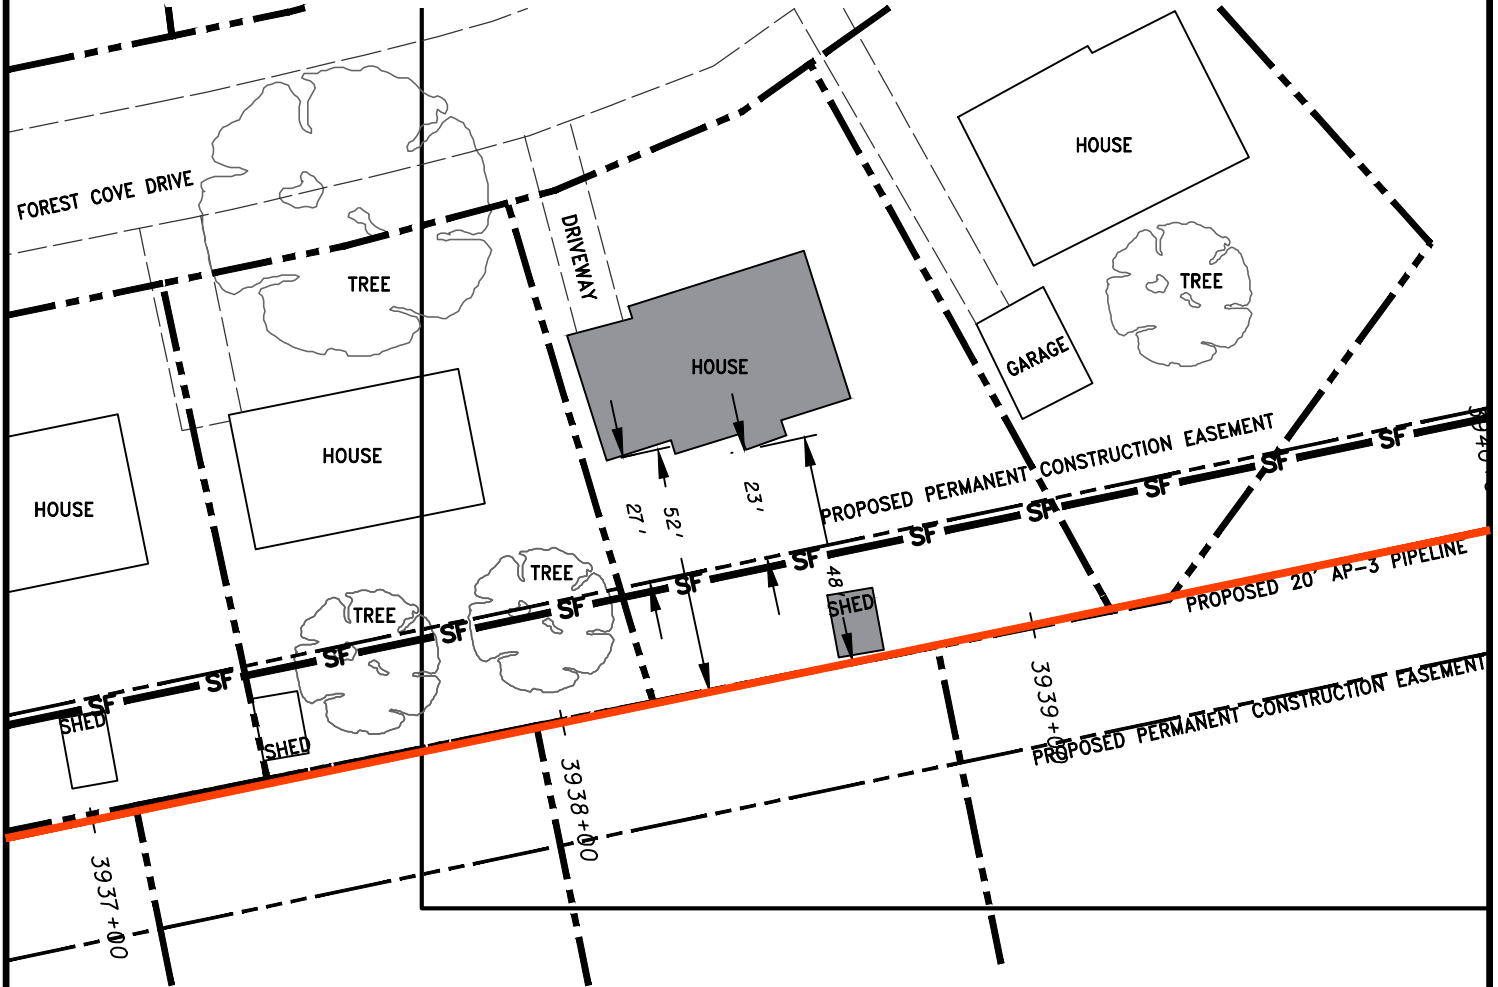 HOUSE
FOREST COVE DRIVE
DRIVEWAY
TREE
TREE
HOUSE
GARAGE
HOUSE
HOUSE
PROPOSED PERMANENT CONSTRUCTION EASEMENT
SF
SF
SF
SF
SF
SF
SF
SF
SF
SF
SF
SF
27'
52'
23'
48'
TREE
TREE
SHED
SHED
SHED
PROPOSED 20' AP-3 PIPELINE
PROPOSED PERMANENT CONSTRUCTION EASEMENT
3937+00
3938+00
3939+00